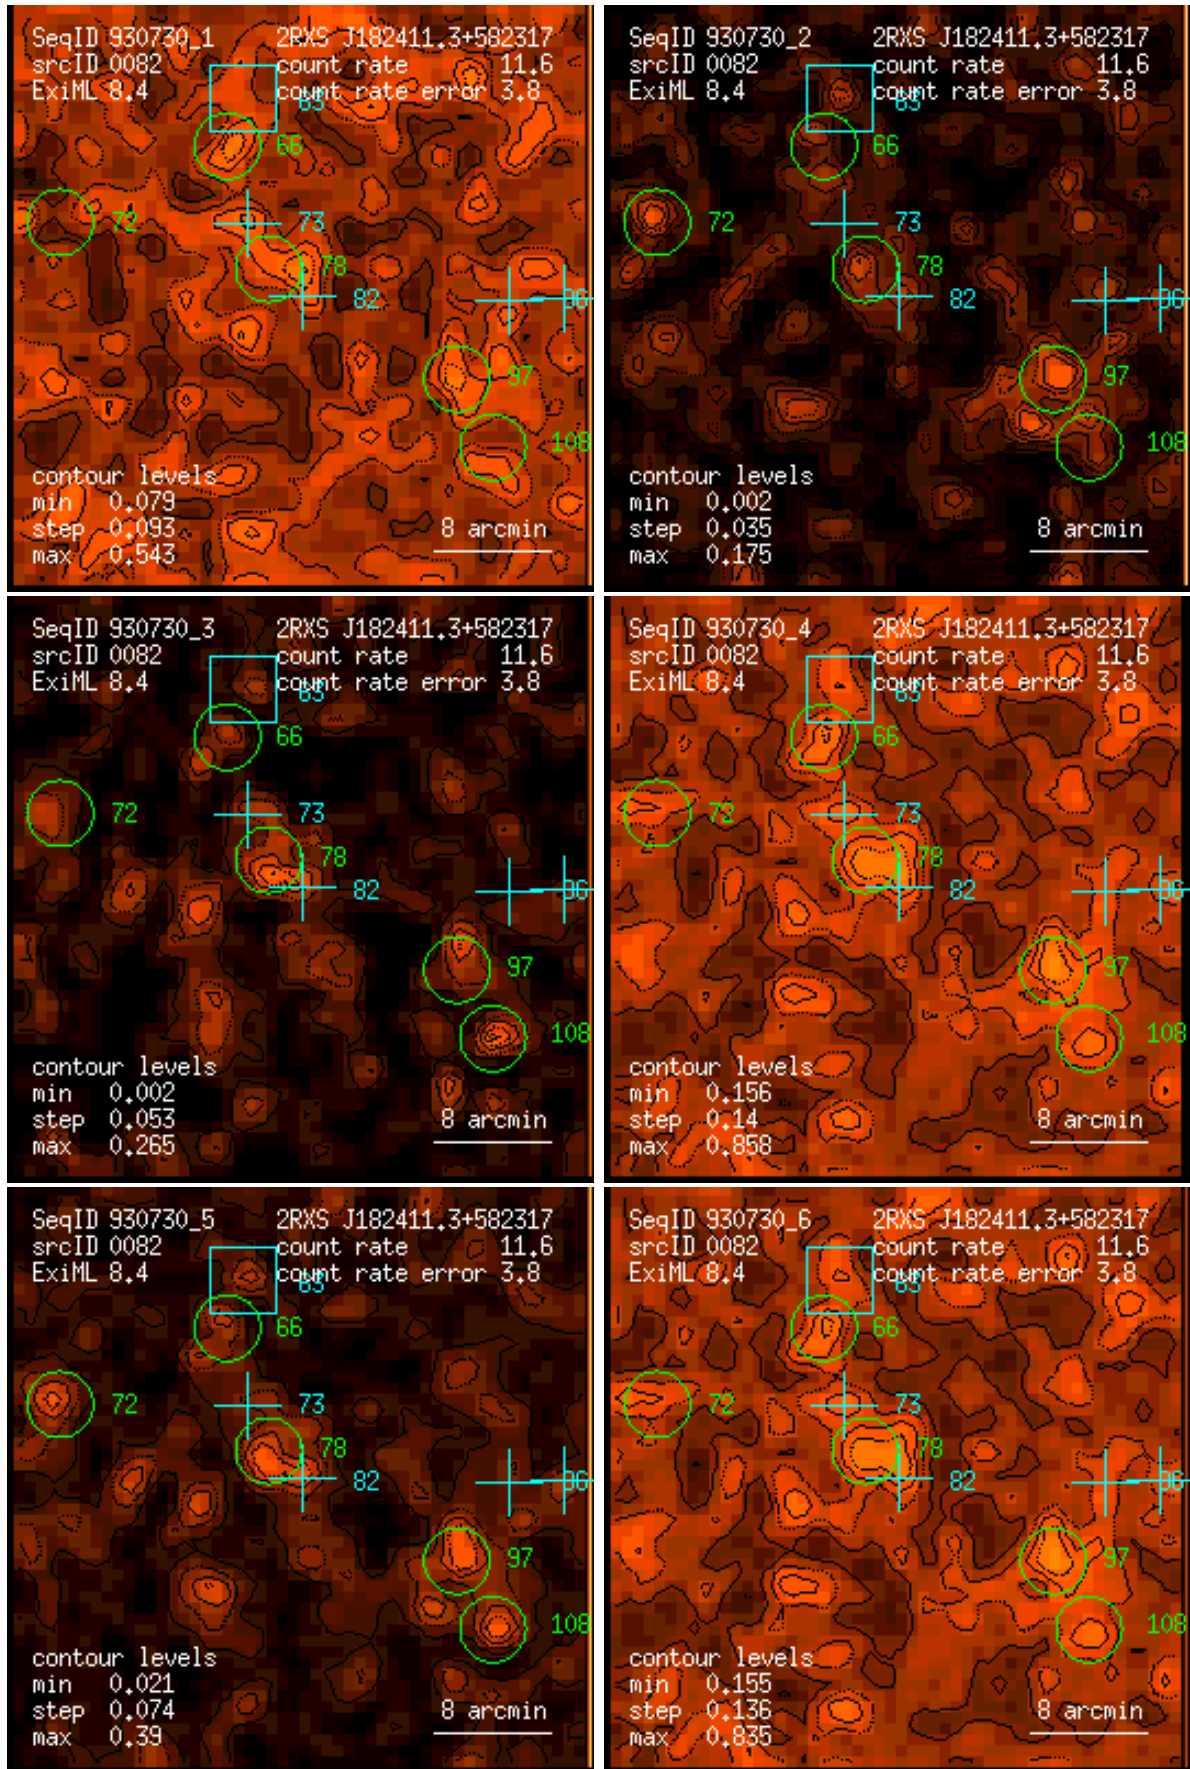 SeqID 930730_1 2RXS J182411.3+582317
srcID 0082 count rate 11.6
ExiML 8.4 count rate error 3.8
65
66
72
73
78
82
96
97
108
contour levels
min 0.079
step 0.093 8 arcmin
max 0.543
SeqID 930730_2 2RXS J182411.3+582317
srcID 0082 count rate 11.6
ExiML 8.4 count rate error 3.8
65
66
72
73
78
82
96
97
108
contour levels
min 0.002
step 0.035 8 arcmin
max 0.175
SeqID 930730_3 2RXS J182411.3+582317
srcID 0082 count rate 11.6
ExiML 8.4 count rate error 3.8
65
66
72
73
78
82
96
97
108
contour levels
min 0.002
step 0.053 8 arcmin
max 0.265
SeqID 930730_4 2RXS J182411.3+582317
srcID 0082 count rate 11.6
ExiML 8.4 count rate error 3.8
65
66
72
73
78
82
96
97
108
contour levels
min 0.156
step 0.14 8 arcmin
max 0.858
SeqID 930730_5 2RXS J182411.3+582317
srcID 0082 count rate 11.6
ExiML 8.4 count rate error 3.8
65
66
72
73
78
82
96
97
108
contour levels
min 0.021
step 0.074 8 arcmin
max 0.39
SeqID 930730_6 2RXS J182411.3+582317
srcID 0082 count rate 11.6
ExiML 8.4 count rate error 3.8
65
66
72
73
78
82
96
97
108
contour levels
min 0.155
step 0.136 8 arcmin
max 0.835